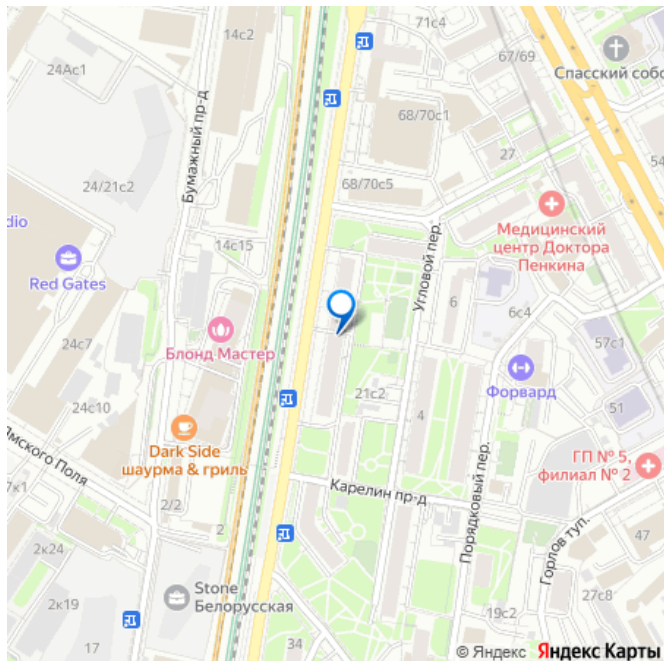 71с4
14с2
67/69
24Ас1
Спасский собо
Бумажный пр-д
68/70с1
27
54
24/21с2
68/70с5
dio
14с15
Медицинский
центр Доктора
Пенкина
Red Gates
Угловой пер.
6
6с4
Блонд Мастер
24с7
57с1
Форвард
21с2
24с10
4
51
Dark Side
шаурма & гриль
ГП № 5,
филиал № 2
Ямского Поля
7к1
Карелин пр-д
Порядковый пер.
2/2
2
Горлов туп.
47
2к24
Stone
Белорусская
27с8
2к19
19с2
17
34
© Яндекс Яндекс Карты